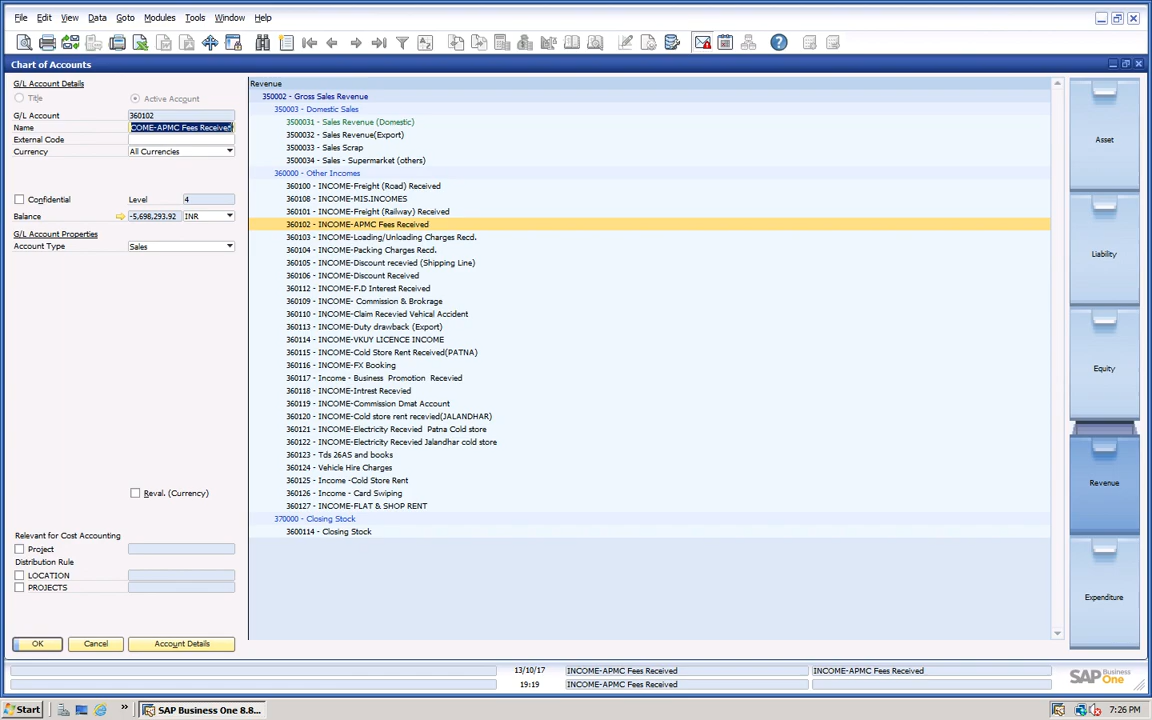 File Edit View Data Goto Modules Tools Window Help
Chart of Accounts
G/L Account Details
Title Active Account
G/L Account 360102
Name COME-APMC Fees Received
External Code
Currency All Currencies
Confidential Level 4
Balance -5,698,293.92 INR
G/L Account Properties
Account Type Sales
Reval. (Currency)
Relevant for Cost Accounting
Project
Distribution Rule
LOCATION
PROJECTS
OK Cancel Account Details
Revenue
350002 - Gross Sales Revenue
350003 - Domestic Sales
3500031 - Sales Revenue (Domestic)
3500032 - Sales Revenue(Export)
3500033 - Sales Scrap
3500034 - Sales - Supermarket (others)
360000 - Other Incomes
360100 - INCOME-Freight (Road) Received
360108 - INCOME-MIS.INCOMES
360101 - INCOME-Freight (Railway) Received
360102 - INCOME-APMC Fees Received
360103 - INCOME-Loading/Unloading Charges Recd.
360104 - INCOME-Packing Charges Recd.
360105 - INCOME-Discount recevied (Shipping Line)
360106 - INCOME-Discount Received
360112 - INCOME-F.D Interest Received
360109 - INCOME- Commission & Brokrage
360110 - INCOME-Claim Recevied Vehical Accident
360113 - INCOME-Duty drawback (Export)
360114 - INCOME-VKUY LICENCE INCOME
360115 - INCOME-Cold Store Rent Received(PATNA)
360116 - INCOME-FX Booking
360117 - Income - Business Promotion Recevied
360118 - INCOME-Intrest Recevied
360119 - INCOME-Commission Dmat Account
360120 - INCOME-Cold store rent recevied(JALANDHAR)
360121 - INCOME-Electricity Recevied Patna Cold store
360122 - INCOME-Electricity Recevied Jalandhar cold store
360123 - Tds 26AS and books
360124 - Vehicle Hire Charges
360125 - Income -Cold Store Rent
360126 - Income - Card Swiping
360127 - INCOME-FLAT & SHOP RENT
370000 - Closing Stock
3600114 - Closing Stock
Asset
Liability
Equity
Revenue
Expenditure
13/10/17 INCOME-APMC Fees Received INCOME-APMC Fees Received
19:19 INCOME-APMC Fees Received
SAP Business One
Start SAP Business One 8.8... 7:26 PM